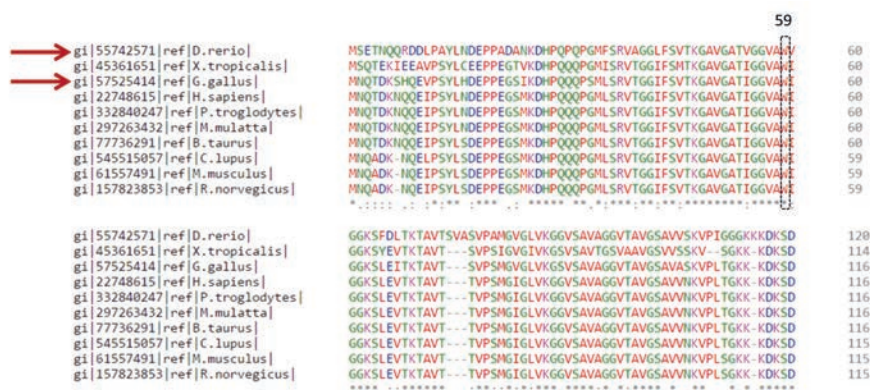 59
gi|55742571|ref|D.rerio| MSETNQQRDDLPAYLNDEPPADANKDHPQPQPGMFSRVAGGLFSVTKGAVGATVGGVAWV 60
gi|45361651|ref|X.tropicalis| MSQTEKIEEAVPSYLCEEPPEGTVKDHPQQQPGMISRVTGGIFSMTKGAVGATIGGVAWI 60
gi|57525414|ref|G.gallus| MNQTDKSHQEVPSYLNDEPPEGSIKDHPQQQPGMLSRVTGGIFSVTKGAVGATIGGVAWI 60
gi|22748615|ref|H.sapiens| MNQTDKNQQEIPSYLNDEPPEGSMKDHPQQQPGMLSRVTGGIFSVTKGAVGATIGGVAWI 60
gi|332840247|ref|P.troglodytes| MNQTDKNQQEIPSYLNDEPPEGSMKDHPQQQPGMLSRVTGGIFSVTKGAVGATIGGVAWI 60
gi|297263432|ref|M.mulatta| MNQTDKNQQEIPSYLNDEPPEGSMKDHPQQQPGMLSRVTGGIFSVTKGAVGATIGGVAWI 60
gi|77736291|ref|B.taurus| MNQTDKNQQEIPSYLSDEPPEGSMKDHPQQQPGMLSRVTGGIFSVTKGAVGATIGGVAWI 60
gi|545515057|ref|C.lupus| MNQADK-NQELPSYLSDEPPEGSMKDHPQQQPGMLSRVTGGIFSVTKGAVGATIGGVAWI 59
gi|61557491|ref|M.musculus| MNQADK-NQEIPSYLSDEPPEGSMKDHPQQQPGMLSRVTGGIFSVTKGAVGATIGGVAWI 59
gi|157823853|ref|R.norvegicus| MNQADK-NQEIPSYLSDEPPEGSMKDHPQQQPGMLSRVTGGIFSVTKGAVGATIGGVAWI 59
gi|55742571|ref|D.rerio| GGKSFDLTKTAVTSVASVPAMGVGLVKGGVSAVAGGVTAVGSAVVNKVPIGGGKKKDKSD 120
gi|45361651|ref|X.tropicalis| GGKSYEVTKTAVT---SVPSIGVGIVKGGVSAVTGSVAAVGSVVSSKV--SGGKK-KDKSD 114
gi|57525414|ref|G.gallus| GGKSLEITKTAVT---SVPSMGVGLVKGGVSAVAGGVTAVGSAVASKVPLTGKK-KDKSD 116
gi|22748615|ref|H.sapiens| GGKSLEVTKTAVT---TVPSMGIGLVKGGVSAVAGGVTAVGSAVVNKVPLTGKK-KDKSD 116
gi|332840247|ref|P.troglodytes| GGKSLEVTKTAVT---TVPSMGIGLVKGGVSAVAGGVTAVGSAVVNKVPLTGKK-KDKSD 116
gi|297263432|ref|M.mulatta| GGKSLEVTKTAVT---TVPSMGIGLVKGGVSAVAGGVTAVGSAVVNKVPLTGKK-KDKSD 116
gi|77736291|ref|B.taurus| GGKSLEVTKTAVT---TVPSMGIGLVKGGVSAVAGGVTAVGSAVVNKVPLTGKK-KDKSD 116
gi|545515057|ref|C.lupus| GGKSLEVTKTAVT---TVPSMGIGLVKGGVSAVAGGVTAVGSAVVNKVPLTGKK-KDKSD 115
gi|61557491|ref|M.musculus| GGKSLEVTKTAVT---TVPSMGIGLVKGGVSAVAGGVTAVGSAVVNKVPLSGKK-KDKSD 115
gi|157823853|ref|R.norvegicus| GGKSLEVTKTAVT---TVPSMGIGLVKGGVSAVAGGVTAVGSAVVNKVPLSGKK-KDKSD 115